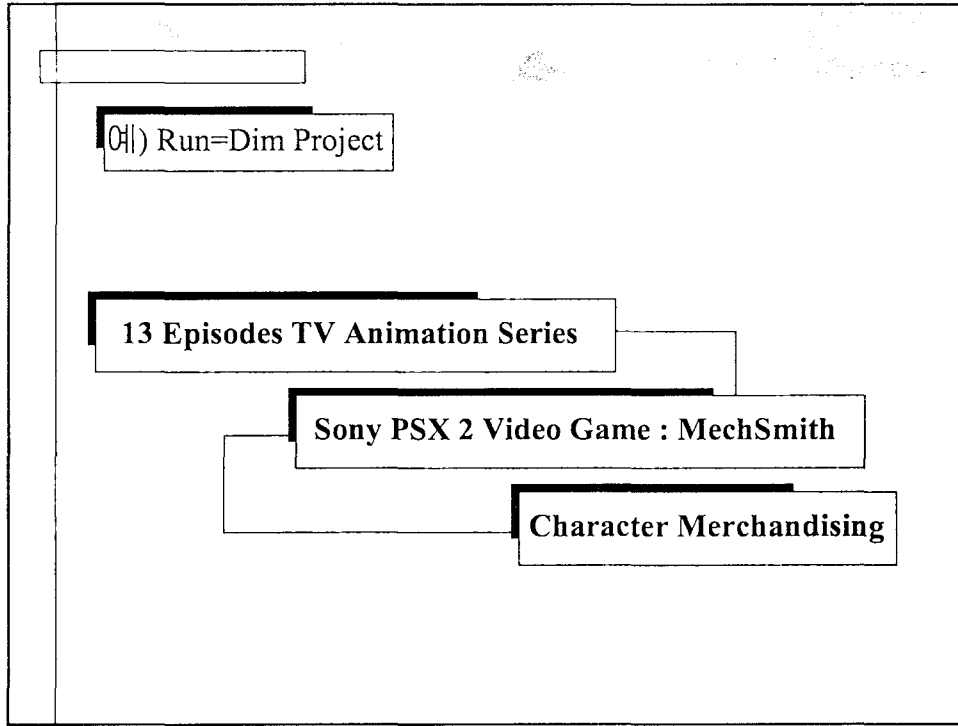 예) Run=Dim Project
13 Episodes TV Animation Series
Sony PSX 2 Video Game : MechSmith
Character Merchandising